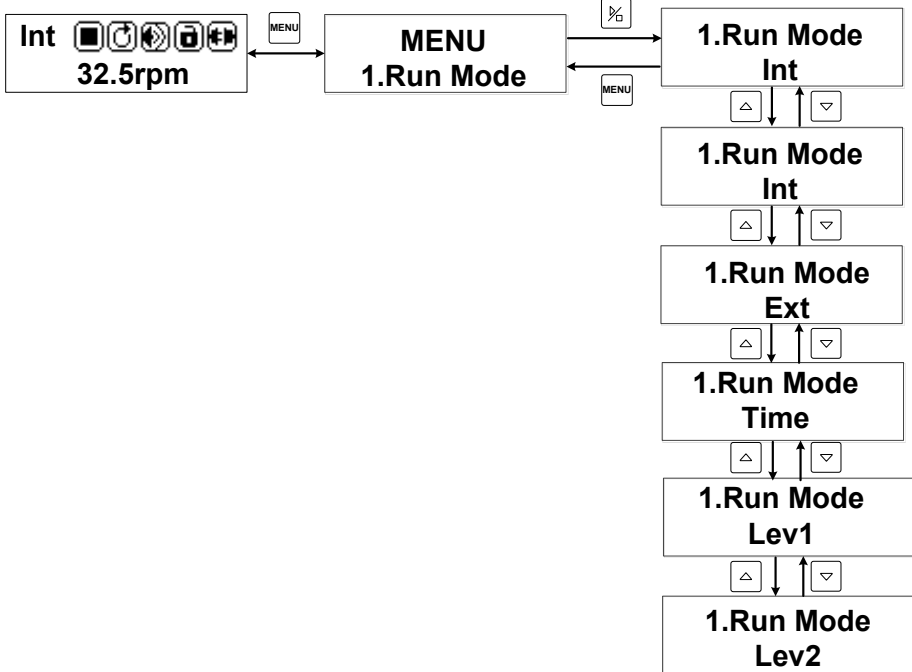 Int
32.5rpm
MENU
MENU
1.Run Mode
MENU
1.Run Mode
Int
1.Run Mode
Int
1.Run Mode
Ext
1.Run Mode
Time
1.Run Mode
Lev1
1.Run Mode
Lev2